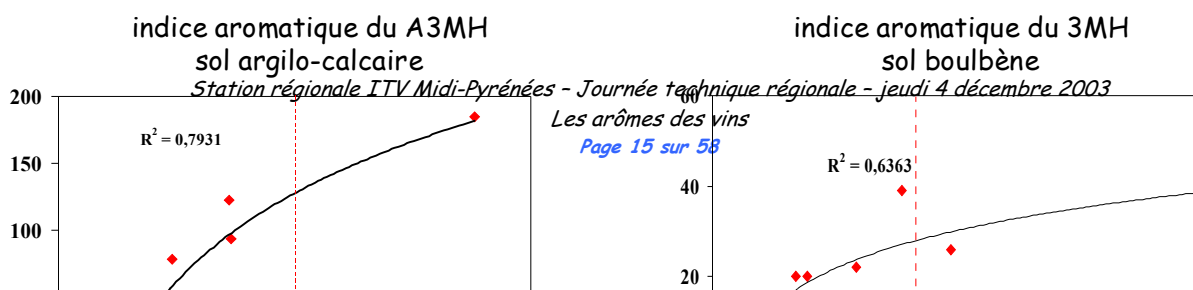 indice aromatique du A3MH
sol argilo-calcaire
indice aromatique du 3MH
sol boulbène
Station régionale ITV Midi-Pyrénées – Journée technique régionale – jeudi 4 décembre 2003
Les arômes des vins
Page 15 sur 58
200
R² = 0,7931
150
100
60
R² = 0,6363
40
20